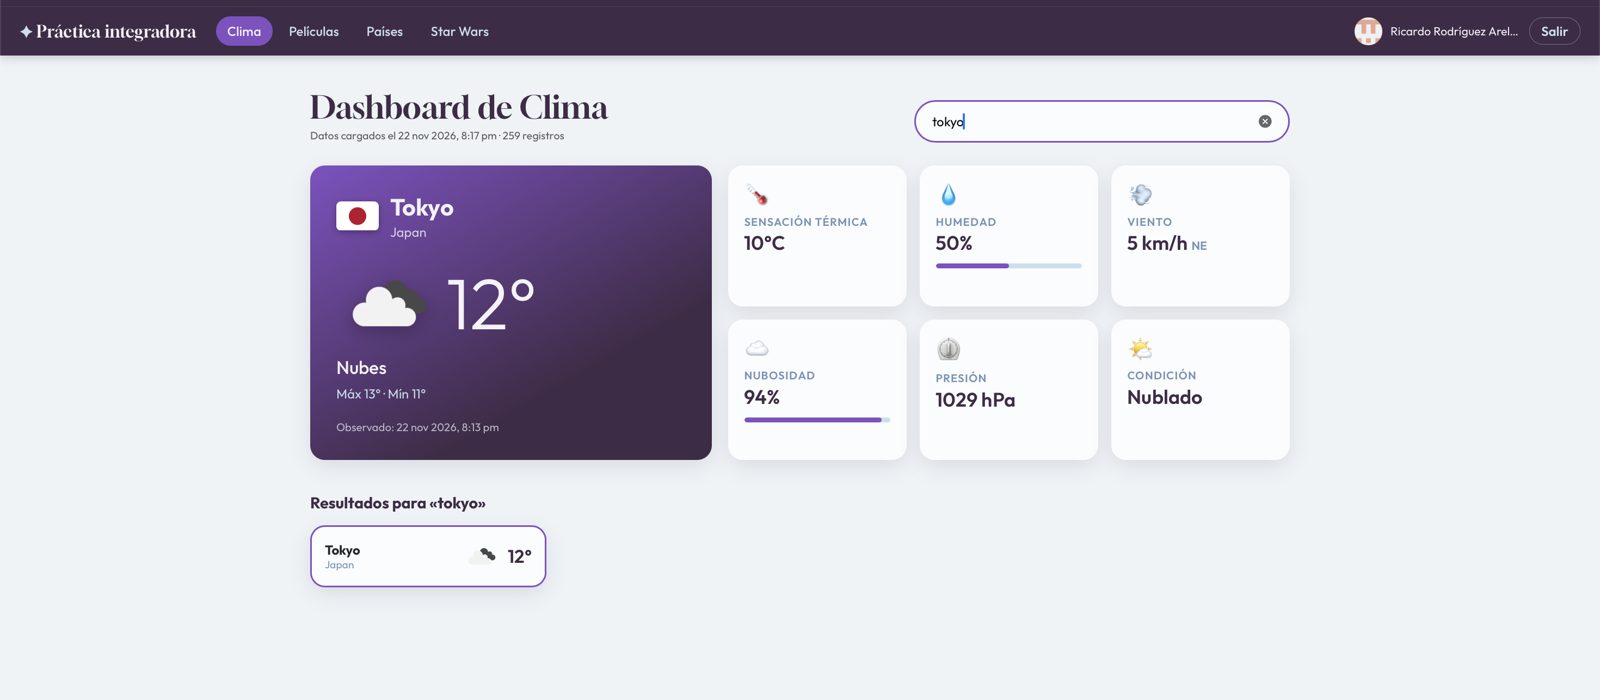 ✦ Práctica integradora Clima Películas Países Star Wars Ricardo Rodríguez Arel... Salir
Dashboard de Clima
Datos cargados el 22 nov 2026, 8:17 pm · 259 registros
tokyo
Tokyo
Japan
12°
Nubes
Máx 13° · Mín 11°
Observado: 22 nov 2026, 8:13 pm
SENSACIÓN TÉRMICA
10°C
HUMEDAD
50%
VIENTO
5 km/h NE
NUBOSIDAD
94%
PRESIÓN
1029 hPa
CONDICIÓN
Nublado
Resultados para «tokyo»
Tokyo
Japan
12°